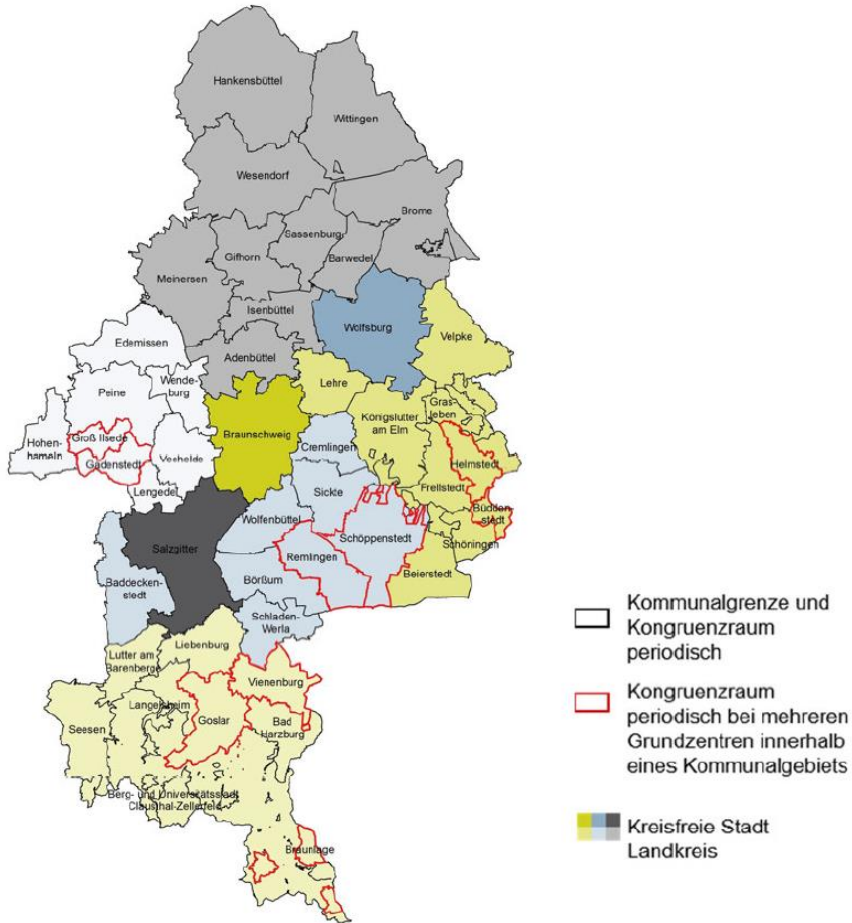 Hankensbüttel
Wittingen
Wesendorf
Brome
Sassenburg
Gifhorn
Barwedel
Meinersen
Isenbüttel
Wolfsburg
Edemissen
Velpke
Adenbüttel
Lehre
Peine
Wende-
burg
Gras-
leben
Königslutter
am Elm
Groß Ilsede
Braunschweig
Hohen-
hameln
Cremlingen
Gadenstedt
Vechelde
Helmstedt
Frellstedt
Lengede
Sickte
Büdden-
stedt
Wolfenbüttel
Schöppenstedt
Schöningen
Salzgitter
Remlingen
Beierstedt
Baddecken-
stedt
Börßum
Schladen-
Werla
Liebenburg
Lutter am
Barenberge
Vienenburg
Langelsheim
Seesen
Goslar
Bad
Harzburg
Berg- und Universitätsstadt
Clausthal-Zellerfeld
Braunlage
Kommunalgrenze und
Kongruenzraum
periodisch
Kongruenzraum
periodisch bei mehreren
Grundzentren innerhalb
eines Kommunalgebiets
Kreisfreie Stadt
Landkreis